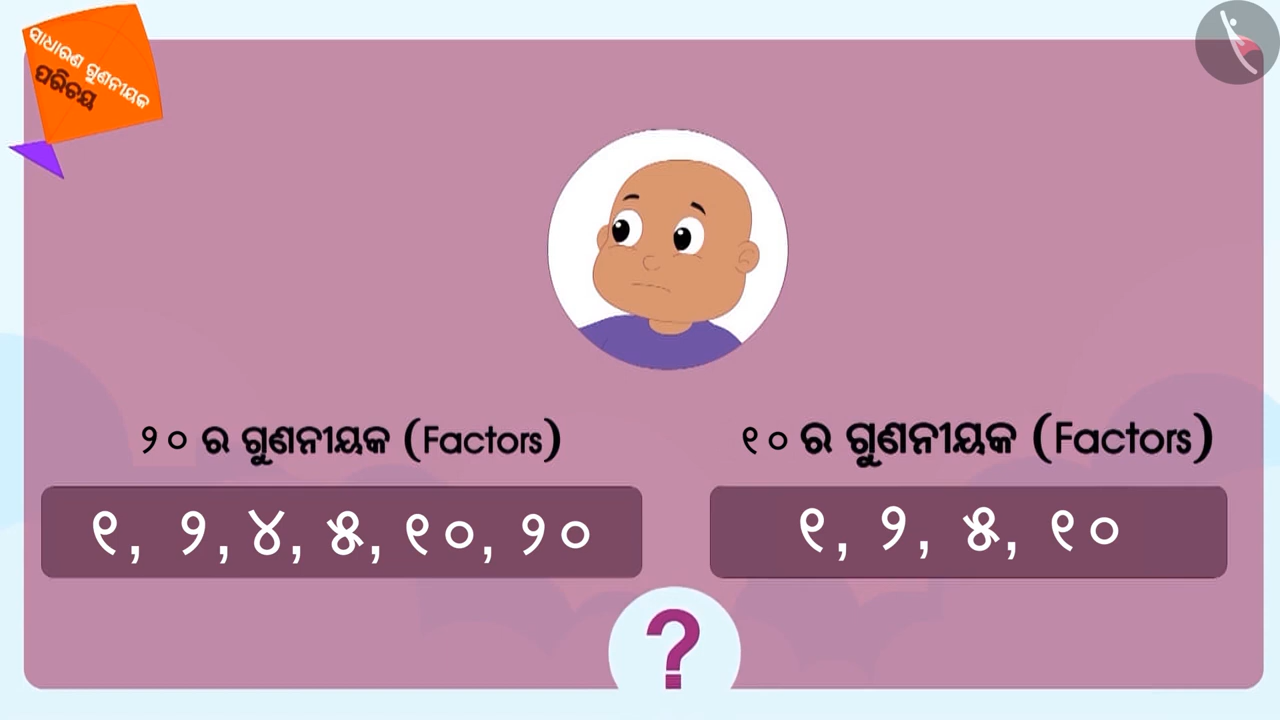 ସାଧାରଣ ଗୁଣନୀୟକ
ପରିଚୟ
୨୦ ର ଗୁଣନୀୟକ (Factors)
୧୦ ର ଗୁଣନୀୟକ (Factors)
୧, ୨, ୪, ୫, ୧୦, ୨୦
୧, ୨, ୫, ୧୦
?